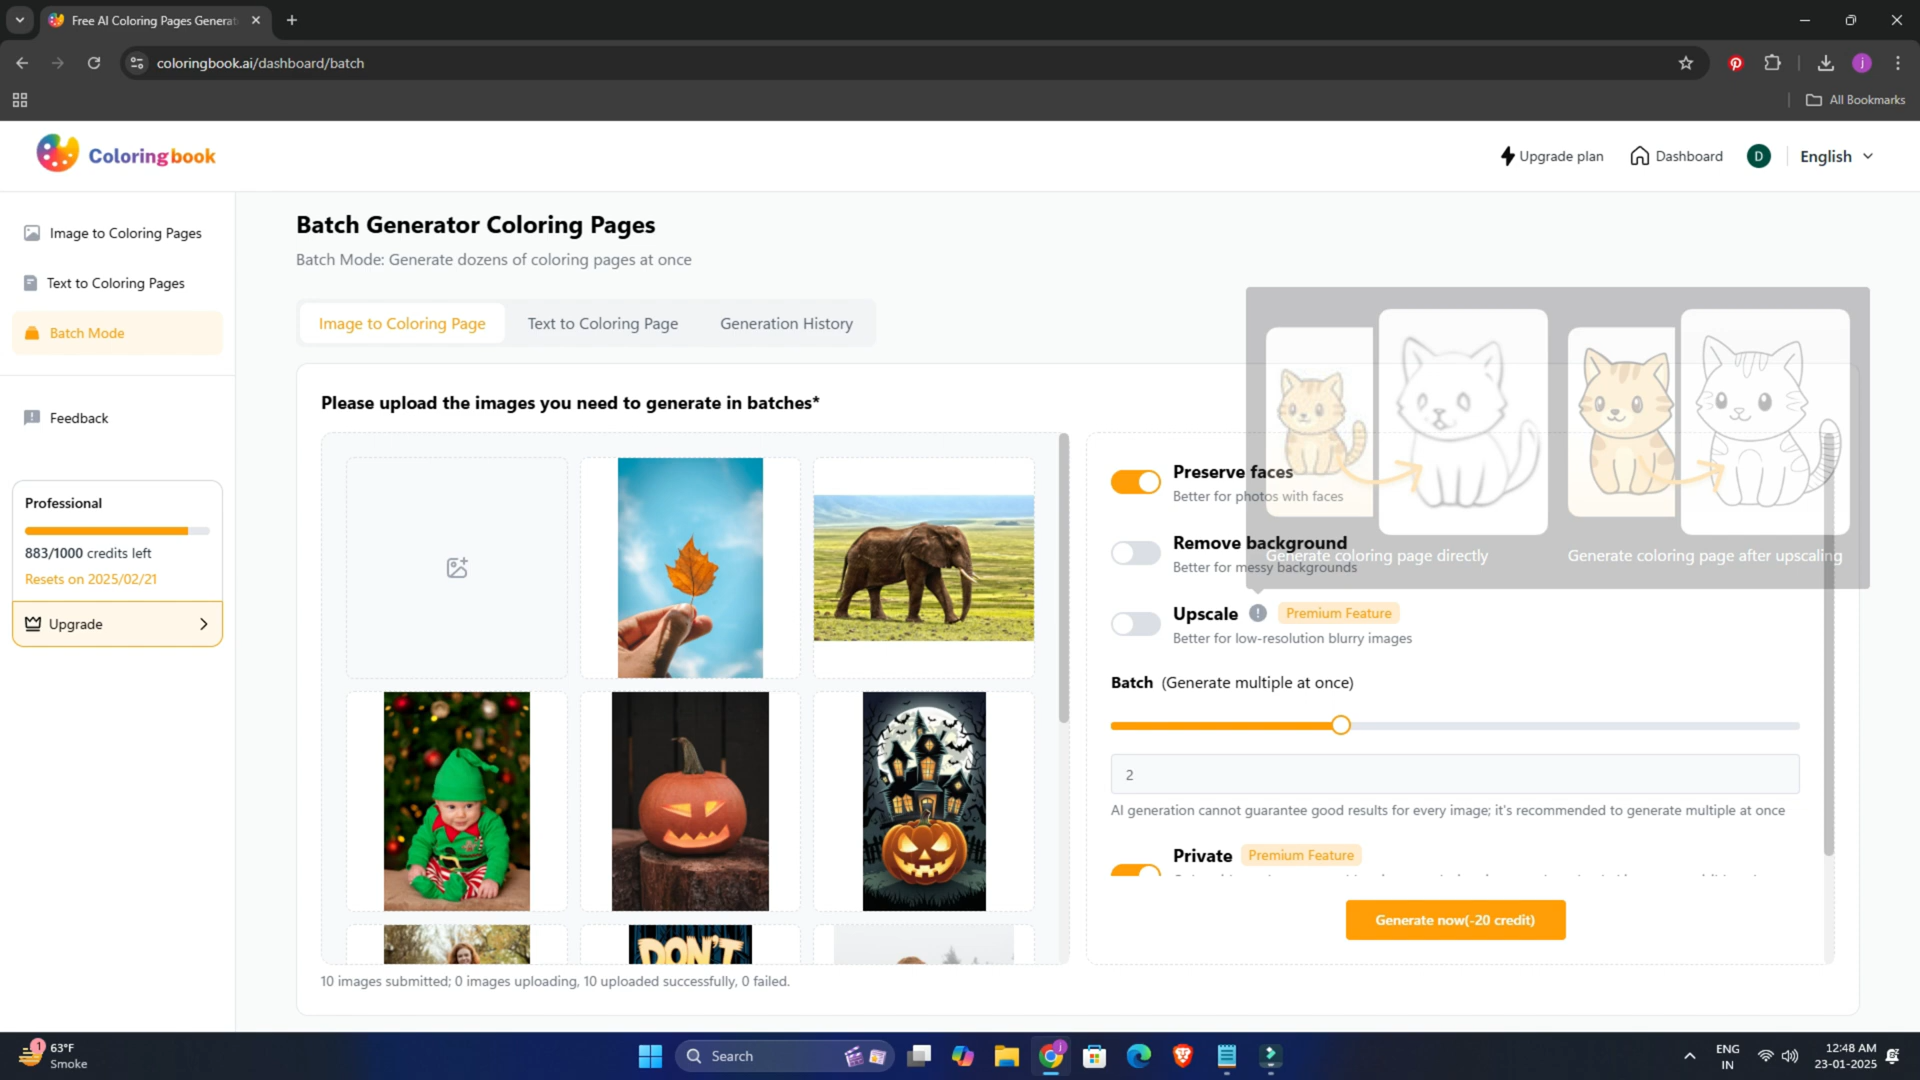 Free AI Coloring Pages Generat
coloringbook.ai/dashboard/batch
j
All Bookmarks
Coloringbook
Upgrade plan
Dashboard
D
English
Image to Coloring Pages
Text to Coloring Pages
Batch Mode
Feedback
Professional
883/1000 credits left
Resets on 2025/02/21
Upgrade
Batch Generator Coloring Pages
Batch Mode: Generate dozens of coloring pages at once
Image to Coloring Page
Text to Coloring Page
Generation History
Please upload the images you need to generate in batches*
DON'T
10 images submitted; 0 images uploading, 10 uploaded successfully, 0 failed.
Preserve faces
Better for photos with faces
Remove background
Better for messy backgrounds
Generate coloring page directly
Generate coloring page after upscaling
Upscale
Premium Feature
Better for low-resolution blurry images
Batch (Generate multiple at once)
2
AI generation cannot guarantee good results for every image; it's recommended to generate multiple at once
Private
Premium Feature
Generate now(-20 credit)
1
63°F
Smoke
Search
j
ENG
IN
12:48 AM
23-01-2025